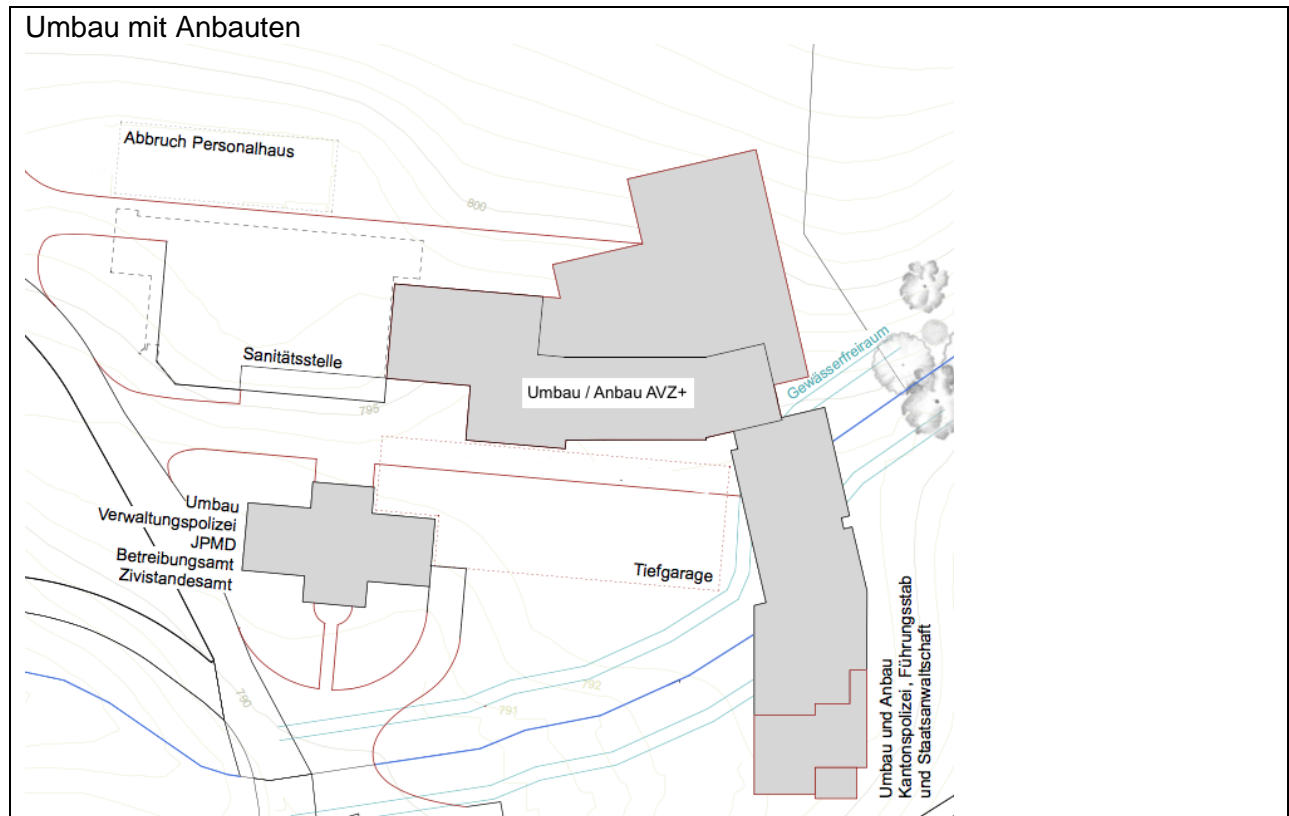 Umbau mit Anbauten
Abbruch Personalhaus
800
Gewässerfreiraum
Sanitätsstelle
Umbau / Anbau AVZ+
795
Umbau
Verwaltungspolizei
JPMD
Betreibungsamt
Zivistandesamt
Tiefgarage
Umbau und Anbau
Kantonspolizei, Führungsstab
und Staatsanwaltschaft
790
792
791